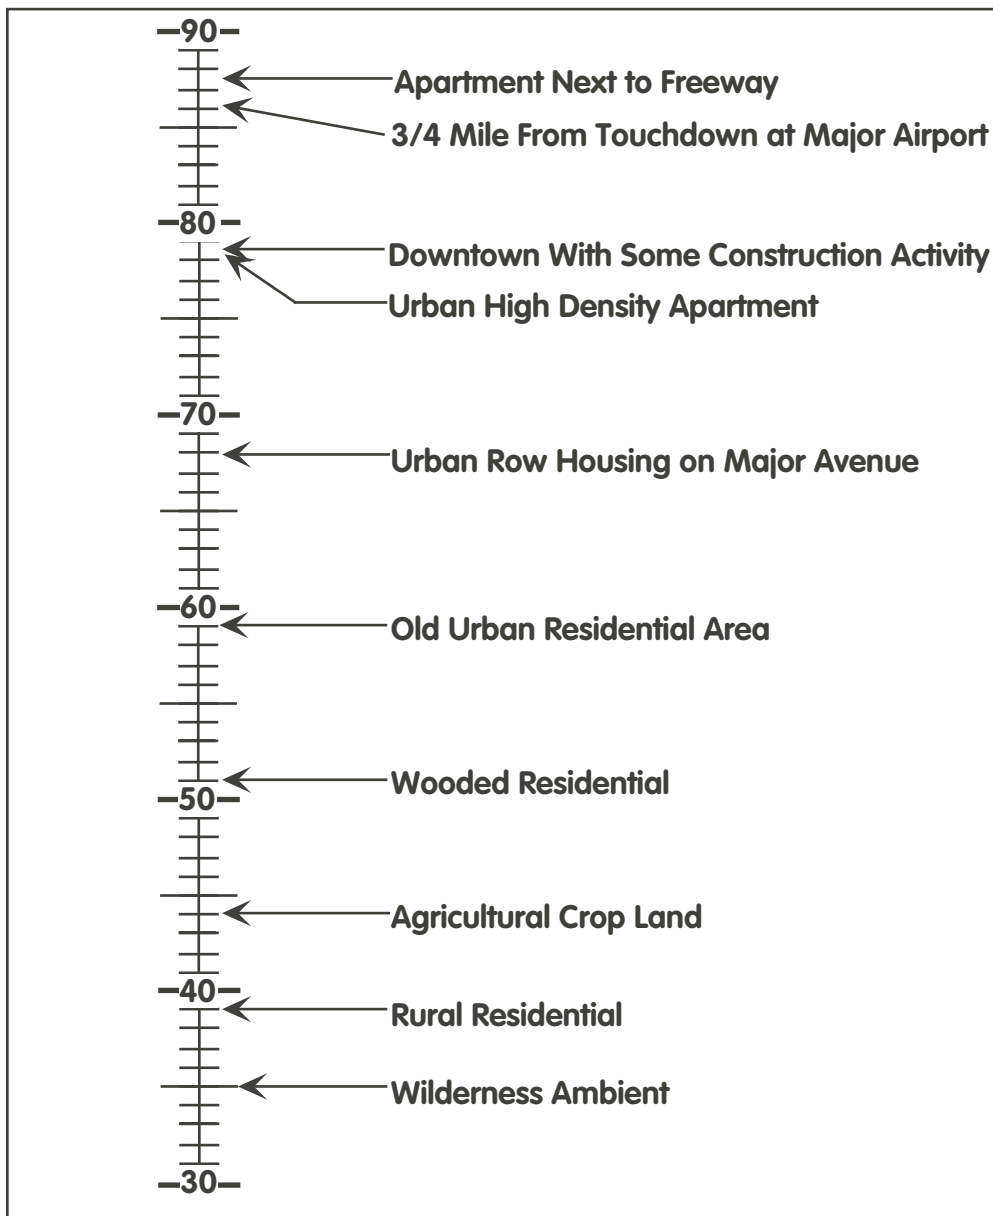 90
Apartment Next to Freeway
3/4 Mile From Touchdown at Major Airport
80
Downtown With Some Construction Activity
Urban High Density Apartment
70
Urban Row Housing on Major Avenue
60
Old Urban Residential Area
Wooded Residential
50
Agricultural Crop Land
40
Rural Residential
Wilderness Ambient
30